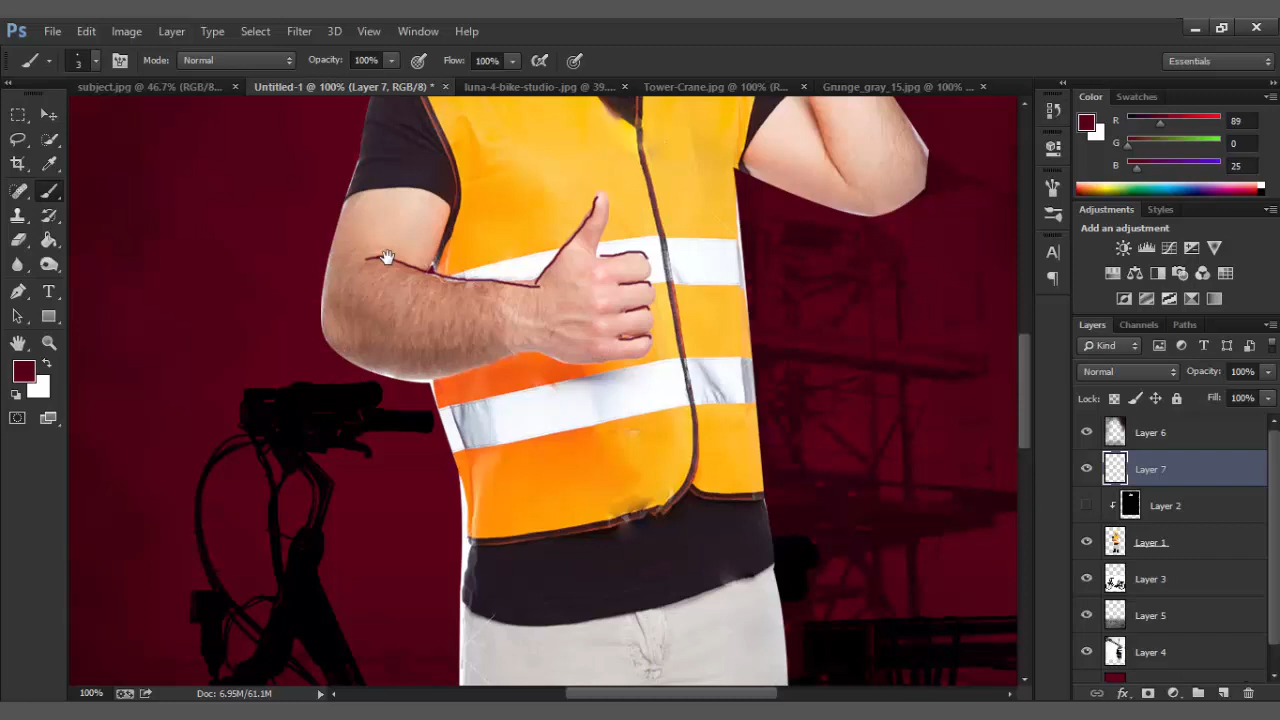 Ps File Edit Image Layer Type Select Filter 3D View Window Help
3 Mode: Normal Opacity: 100% Flow: 100% Essentials
subject.jpg @ 46.7% (RGB/8... × Untitled-1 @ 100% (Layer 7, RGB/8) * × luna-4-bike-studio-.jpg @ 39.... × Tower-Crane.jpg @ 100% (R... × Grunge_gray_15.jpg @ 100% ... ×
Color Swatches
R 89
G 0
B 25
Adjustments Styles
Add an adjustment
Layers Channels Paths
Kind
Normal Opacity: 100%
Lock: Fill: 100%
Layer 6
Layer 7
Layer 2
Layer 1
Layer 3
Layer 5
Layer 4
100% Doc: 6.95M/61.1M